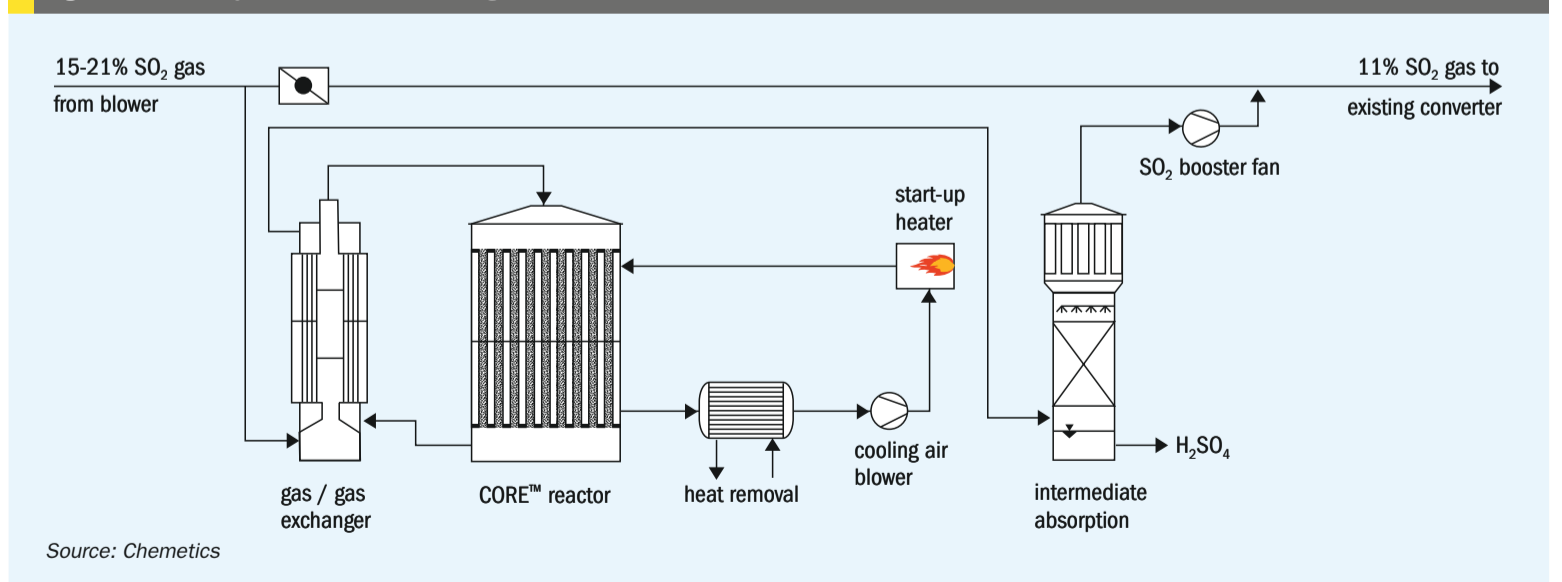 15-21% SO₂ gas
from blower
11% SO₂ gas to
existing converter
SO₂ booster fan
start-up
heater
cooling air
blower
H₂SO₄
gas / gas
exchanger
CORE™ reactor
heat removal
intermediate
absorption
Source: Chemetics